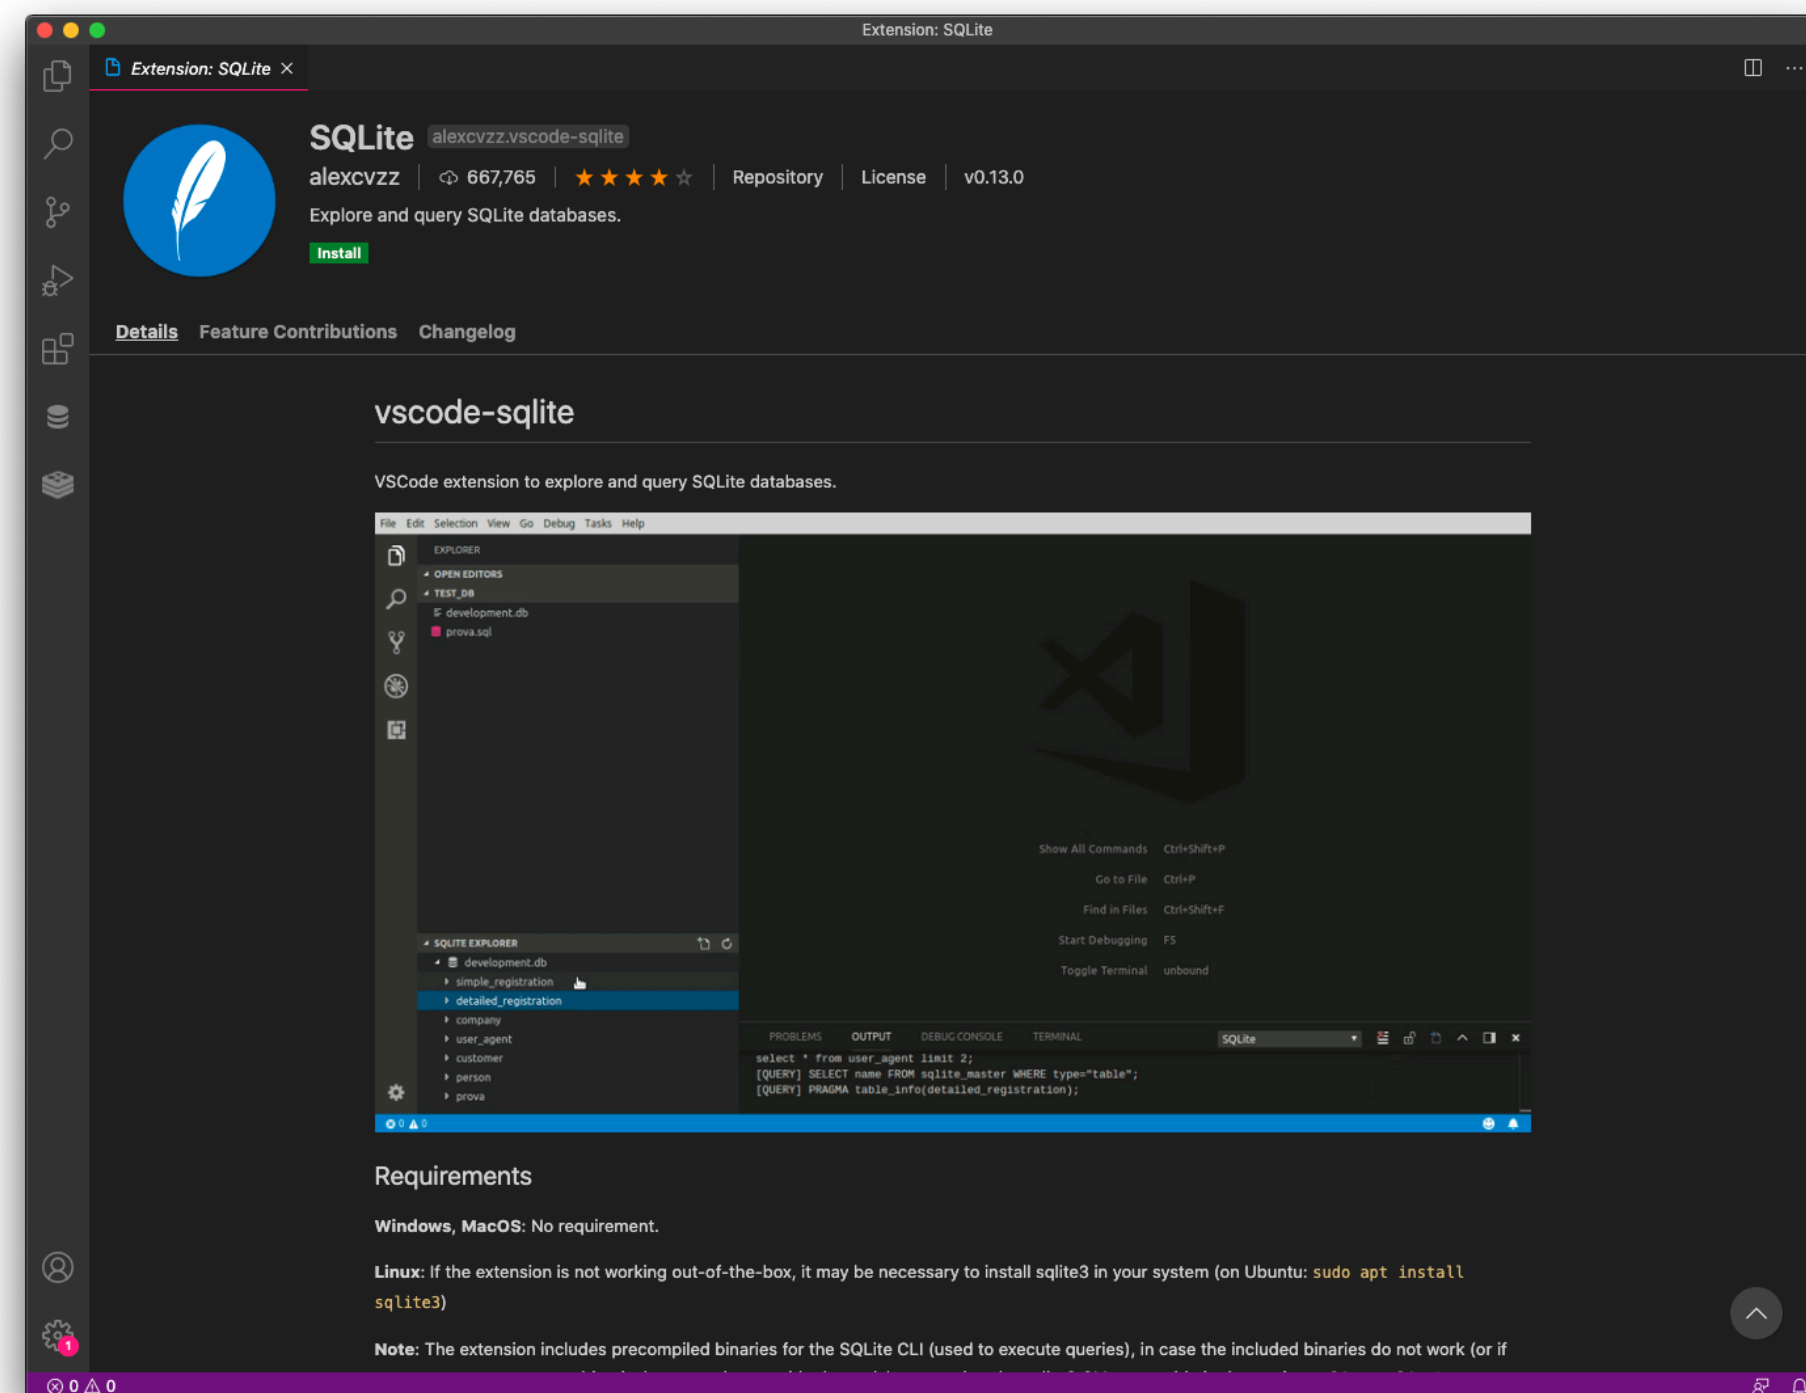 Extension: SQLite
Extension: SQLite
SQLite alexcvzz.vscode-sqlite
alexcvzz 667,765 Repository License v0.13.0
Explore and query SQLite databases.
Install
Details Feature Contributions Changelog
vscode-sqlite
VSCode extension to explore and query SQLite databases.
File Edit Selection View Go Debug Tasks Help
EXPLORER
OPEN EDITORS
TEST_DB
development.db
prova.sql
Show All Commands Ctrl+Shift+P
Go to File Ctrl+P
Find in Files Ctrl+Shift+F
Start Debugging F5
Toggle Terminal unbound
SQLITE EXPLORER
development.db
simple_registration
detailed_registration
company
user_agent
customer
person
prova
PROBLEMS OUTPUT DEBUG CONSOLE TERMINAL SQLite
select * from user_agent limit 2;
[QUERY] SELECT name FROM sqlite_master WHERE type="table";
[QUERY] PRAGMA table_info(detailed_registration);
0 0
Requirements
Windows, MacOS: No requirement.
Linux: If the extension is not working out-of-the-box, it may be necessary to install sqlite3 in your system (on Ubuntu: sudo apt install
sqlite3)
Note: The extension includes precompiled binaries for the SQLite CLI (used to execute queries), in case the included binaries do not work (or if
1
0 0